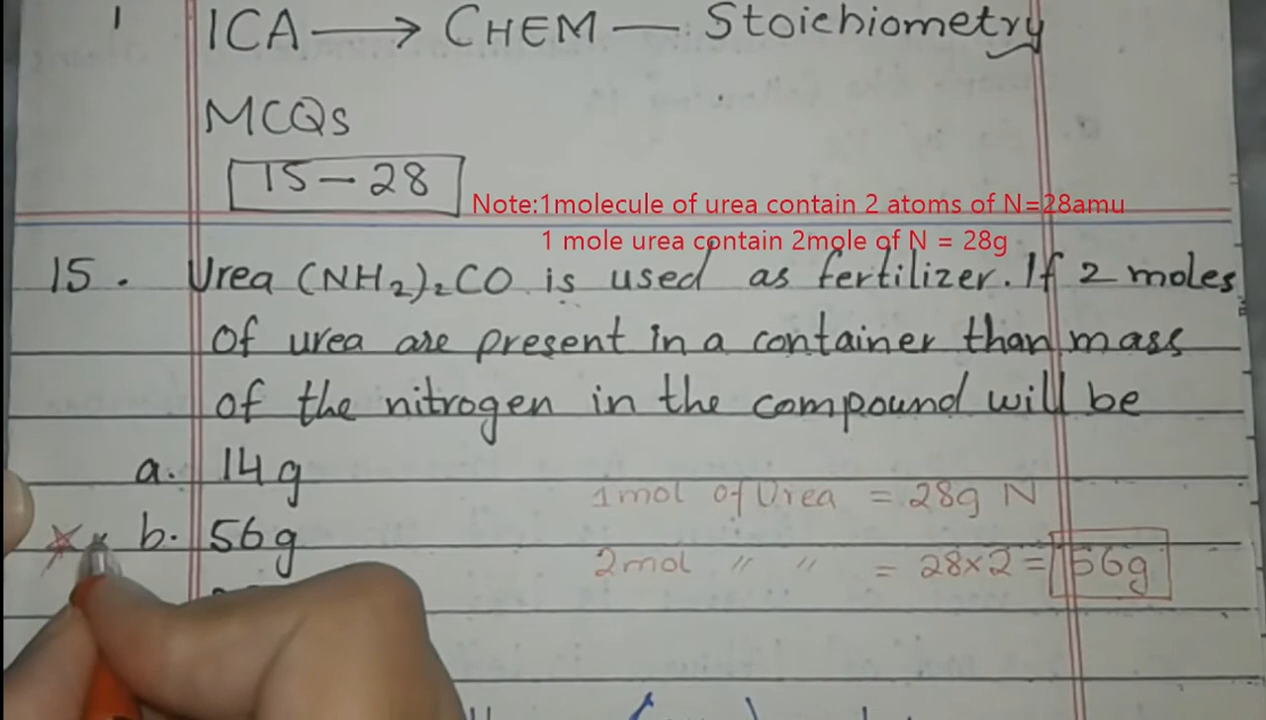 ICA → CHEM — Stoichiometry
MCQs
15 – 28
Note:1molecule of urea contain 2 atoms of N=28amu
1 mole urea contain 2mole of N = 28g
15. Urea (NH₂)₂CO is used as fertilizer. If 2 moles
of urea are present in a container than mass
of the nitrogen in the compound will be
a. 14g
1mol of Urea = 28g N
b. 56g
2mol " " = 28×2 = 56g